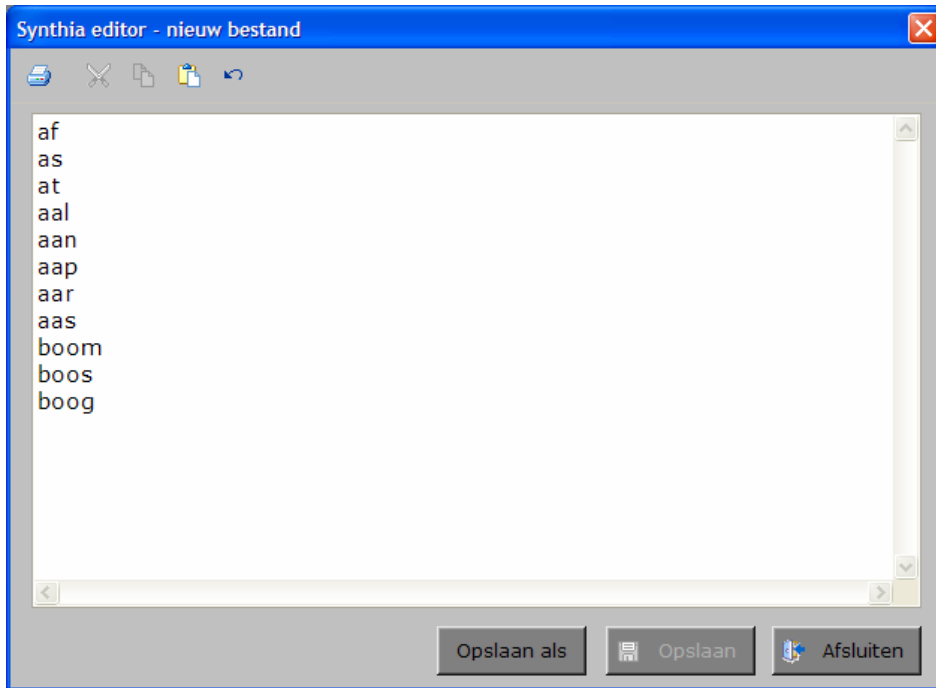 Synthia editor - nieuw bestand
af
as
at
aal
aan
aap
aar
aas
boom
boos
boog
Opslaan als
Opslaan
Afsluiten